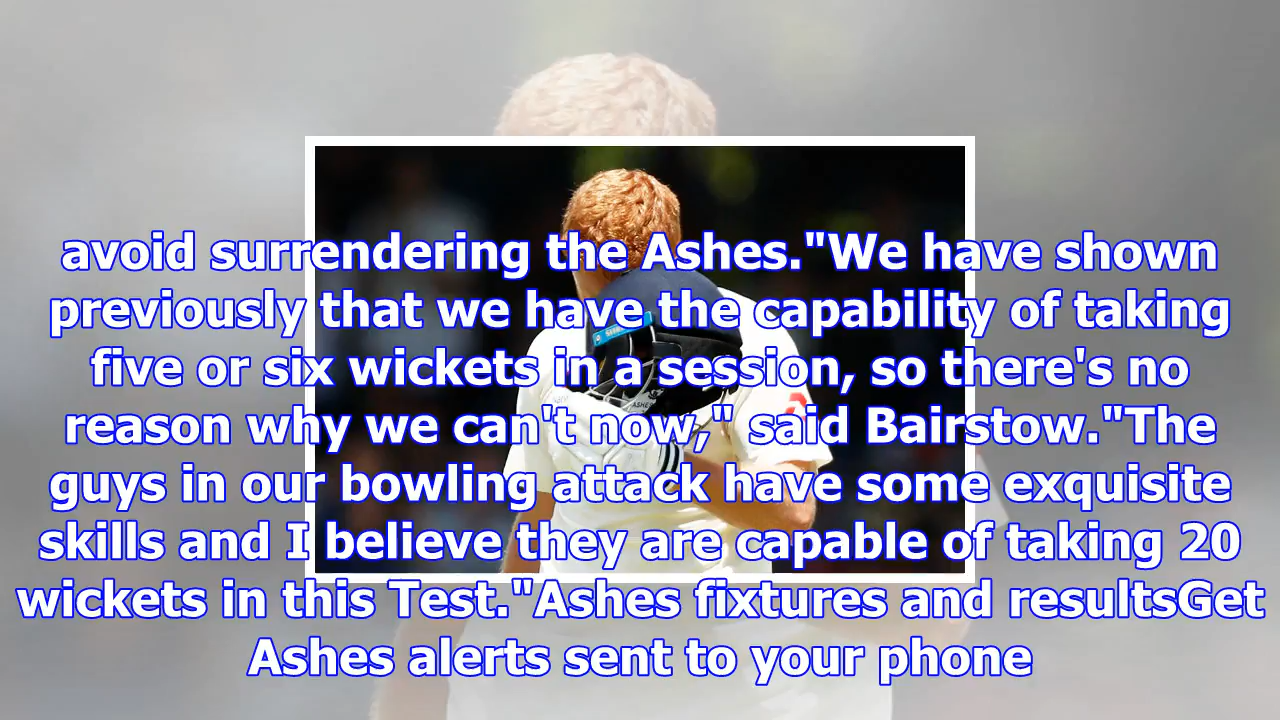 avoid surrendering the Ashes."We have shown
previously that we have the capability of taking
five or six wickets in a session, so there's no
reason why we can't now," said Bairstow."The
guys in our bowling attack have some exquisite
skills and I believe they are capable of taking 20
wickets in this Test."Ashes fixtures and resultsGet
Ashes alerts sent to your phone